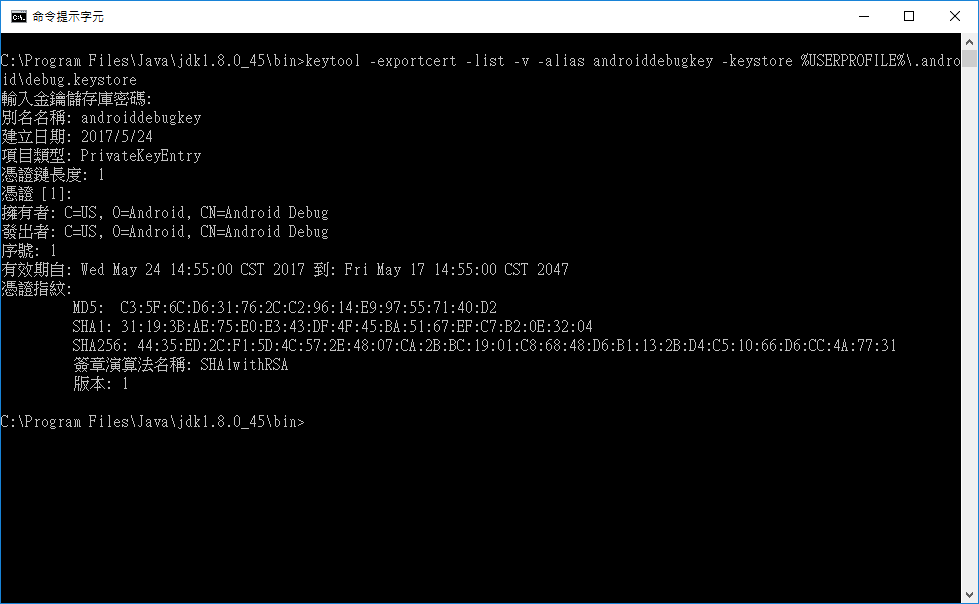 命令提示字元
C:\Program Files\Java\jdk1.8.0_45\bin>keytool -exportcert -list -v -alias androiddebugkey -keystore %USERPROFILE%\.andro
id\debug.keystore
輸入金鑰儲存庫密碼:
別名名稱: androiddebugkey
建立日期: 2017/5/24
項目類型: PrivateKeyEntry
憑證鏈長度: 1
憑證 [1]:
擁有者: C=US, O=Android, CN=Android Debug
發出者: C=US, O=Android, CN=Android Debug
序號: 1
有效期自: Wed May 24 14:55:00 CST 2017 到: Fri May 17 14:55:00 CST 2047
憑證指紋:
MD5:  C3:5F:6C:D6:31:76:2C:C2:96:14:E9:97:55:71:40:D2
SHA1: 31:19:3B:AE:75:E0:E3:43:DF:4F:45:BA:51:67:EF:C7:B2:0E:32:04
SHA256: 44:35:ED:2C:F1:5D:4C:57:2E:48:07:CA:2B:BC:19:01:C8:68:48:D6:B1:13:2B:D4:C5:10:66:D6:CC:4A:77:31
簽章演算法名稱: SHA1withRSA
版本: 1
C:\Program Files\Java\jdk1.8.0_45\bin>